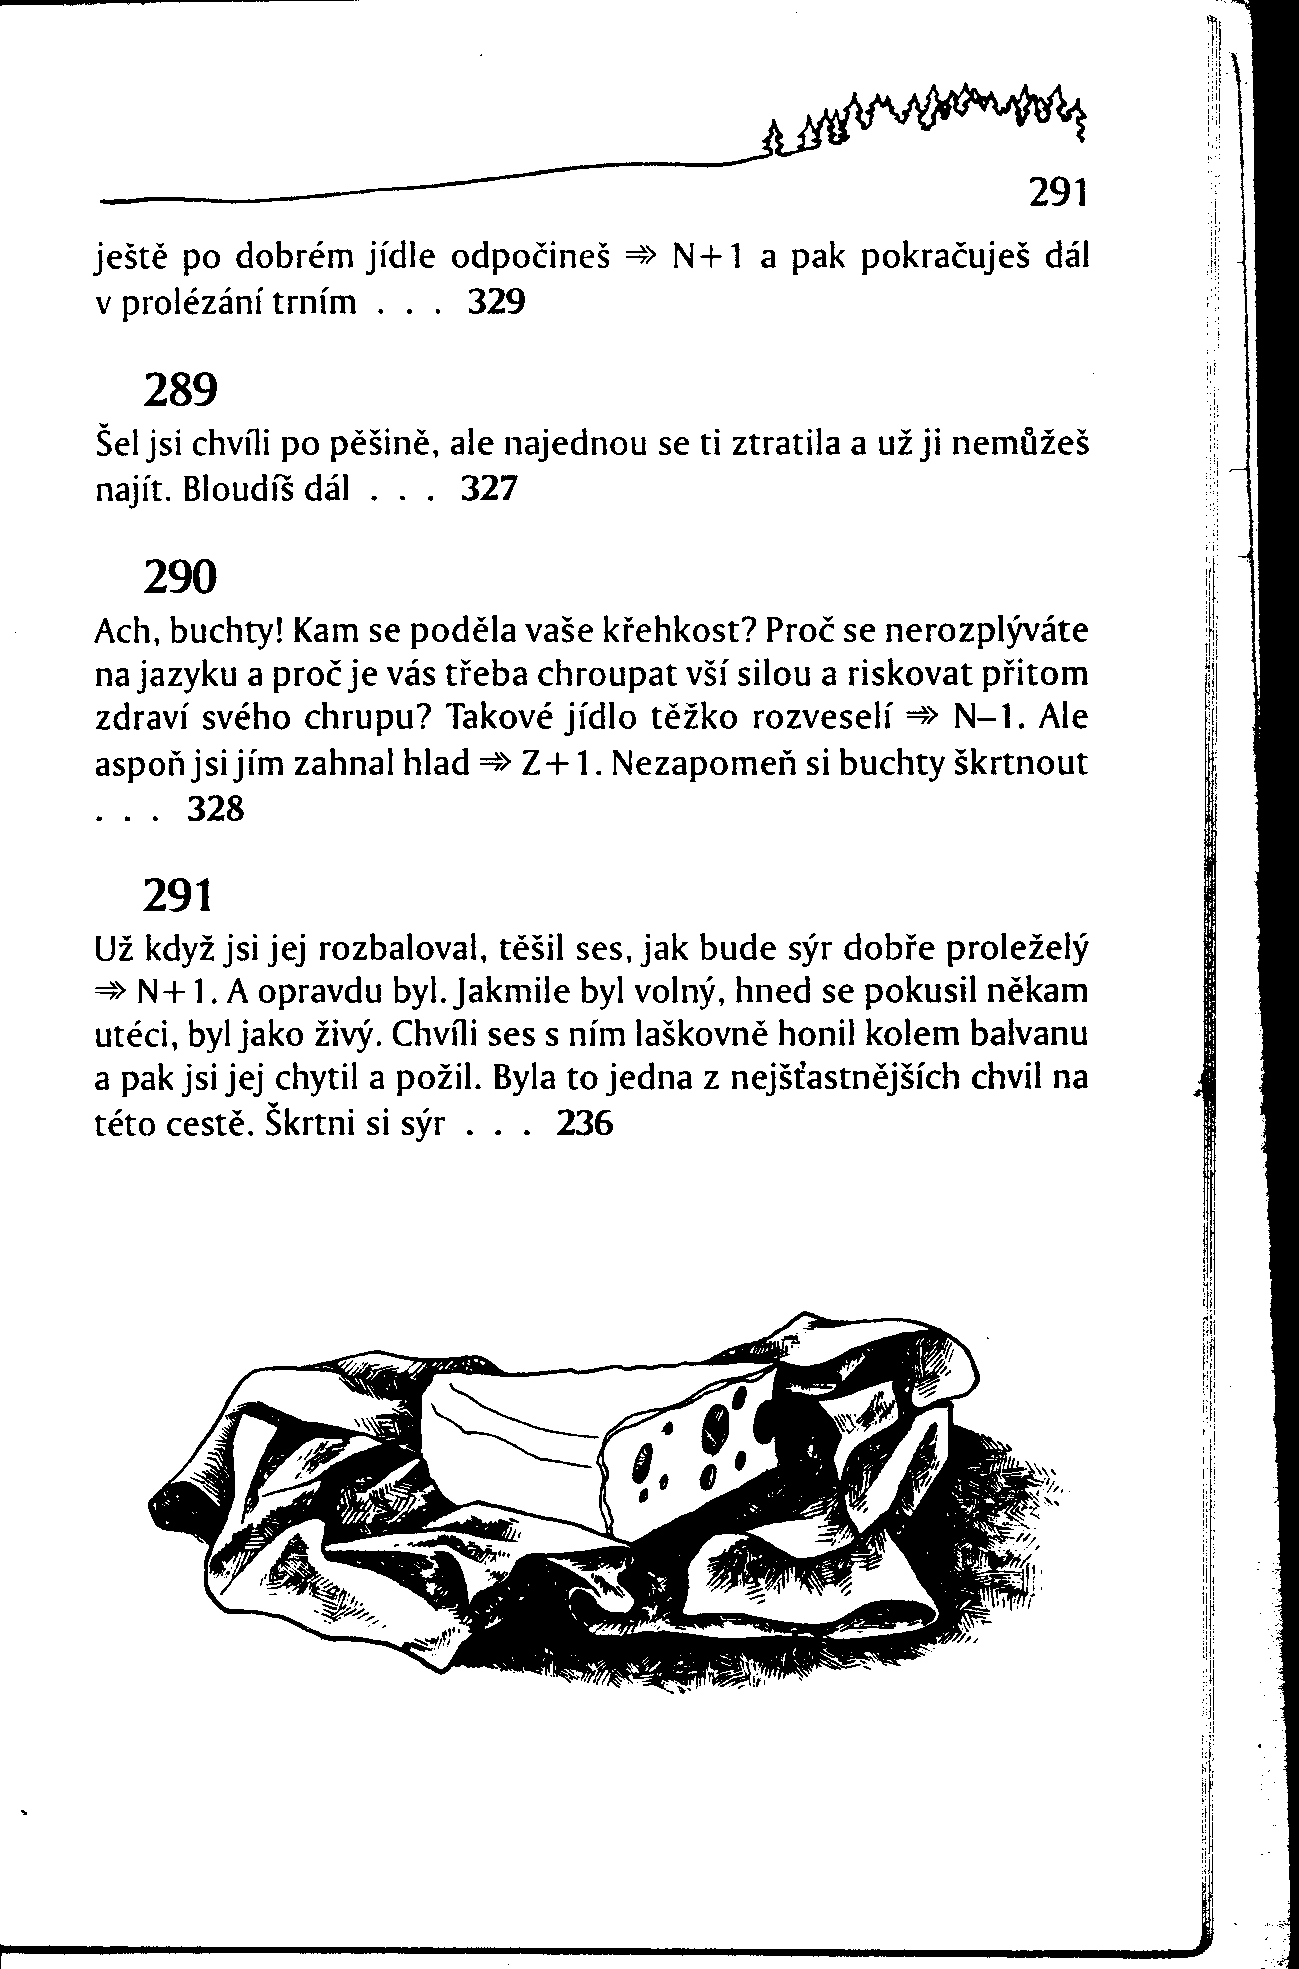 291
ještě po dobrém jídle odpočineš ⇒ N+1 a pak pokračuješ dál
v prolézání trním . . . 329
289
Šel jsi chvíli po pěšině, ale najednou se ti ztratila a už ji nemůžeš
najít. Bloudíš dál . . . 327
290
Ach, buchty! Kam se poděla vaše křehkost? Proč se nerozplýváte
na jazyku a proč je vás třeba chroupat vší silou a riskovat přitom
zdraví svého chrupu? Takové jídlo těžko rozveselí ⇒ N–1. Ale
aspoň jsi jím zahnal hlad ⇒ Z+1. Nezapomeň si buchty škrtnout
. . . 328
291
Už když jsi jej rozbaloval, těšil ses, jak bude sýr dobře proleželý
⇒ N+1. A opravdu byl. Jakmile byl volný, hned se pokusil někam
utéci, byl jako živý. Chvíli ses s ním laškovně honil kolem balvanu
a pak jsi jej chytil a požil. Byla to jedna z nejšťastnějších chvil na
této cestě. Škrtni si sýr . . . 236